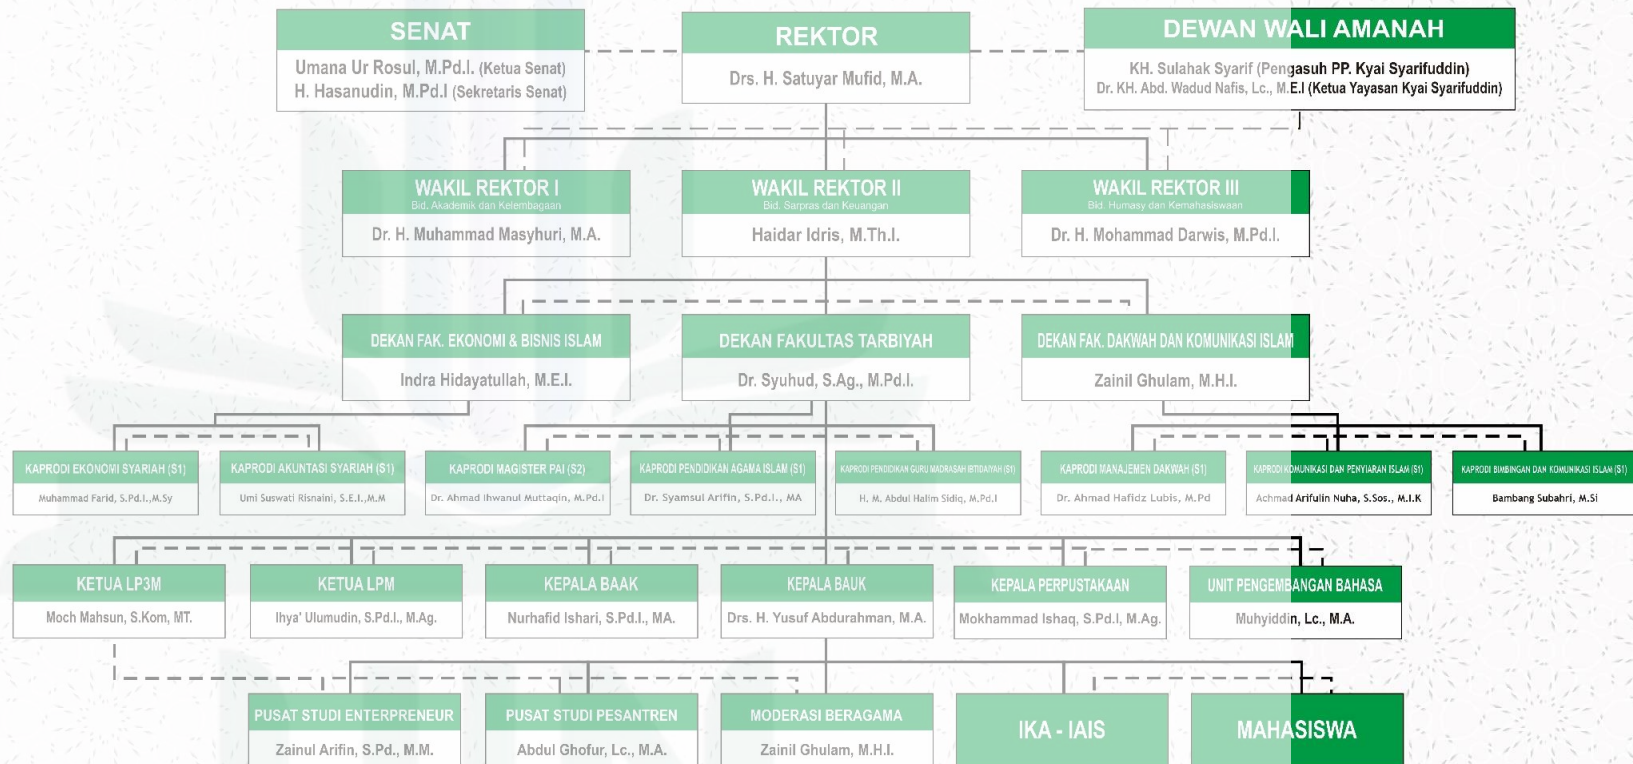 SENAT
Umana Ur Rosul, M.Pd.I. (Ketua Senat)
H. Hasanudin, M.Pd.I (Sekretaris Senat)
REKTOR
Drs. H. Satuyar Mufid, M.A.
DEWAN WALI AMANAH
KH. Sulahak Syarif (Pengasuh PP. Kyai Syarifuddin)
Dr. KH. Abd. Wadud Nafis, Lc., M.E.I (Ketua Yayasan Kyai Syarifuddin)
WAKIL REKTOR I
Bid. Akademik dan Kelembagaan
Dr. H. Muhammad Masyhuri, M.A.
WAKIL REKTOR II
Bid. Sarpras dan Keuangan
Haidar Idris, M.Th.I.
WAKIL REKTOR III
Bid. Humasy dan Kemahasiswaan
Dr. H. Mohammad Darwis, M.Pd.I.
DEKAN FAK. EKONOMI & BISNIS ISLAM
Indra Hidayatullah, M.E.I.
DEKAN FAKULTAS TARBIYAH
Dr. Syuhud, S.Ag., M.Pd.I.
DEKAN FAK. DAKWAH DAN KOMUNIKASI ISLAM
Zainil Ghulam, M.H.I.
KAPRODI EKONOMI SYARIAH (S1)
Muhammad Farid, S.Pd.I.,M.Sy
KAPRODI AKUNTASI SYARIAH (S1)
Umi Suswati Risnaini, S.E.I.,M.M
KAPRODI MAGISTER PAI (S2)
Dr. Ahmad Ihwanul Muttaqin, M.Pd.I
KAPRODI PENDIDIKAN AGAMA ISLAM (S1)
Dr. Syamsul Arifin, S.Pd.I., MA
KAPRODI PENDIDIKAN GURU MADRASAH IBTIDAIYAH (S1)
H. M. Abdul Halim Sidiq, M.Pd.I
KAPRODI MANAJEMEN DAKWAH (S1)
Dr. Ahmad Hafidz Lubis, M.Pd
KAPRODI KOMUNIKASI DAN PENYIARAN ISLAM (S1)
Achmad Arifulin Nuha, S.Sos., M.I.K
KAPRODI BIMBINGAN DAN KOMUNIKASI ISLAM (S1)
Bambang Subahri, M.Si
KETUA LP3M
Moch Mahsun, S.Kom, MT.
KETUA LPM
Ihya' Ulumudin, S.Pd.I., M.Ag.
KEPALA BAAK
Nurhafid Ishari, S.Pd.I., MA.
KEPALA BAUK
Drs. H. Yusuf Abdurahman, M.A.
KEPALA PERPUSTAKAAN
Mokhammad Ishaq, S.Pd.I, M.Ag.
UNIT PENGEMBANGAN BAHASA
Muhyiddin, Lc., M.A.
PUSAT STUDI ENTERPRENEUR
Zainul Arifin, S.Pd., M.M.
PUSAT STUDI PESANTREN
Abdul Ghofur, Lc., M.A.
MODERASI BERAGAMA
Zainil Ghulam, M.H.I.
IKA - IAIS
MAHASISWA